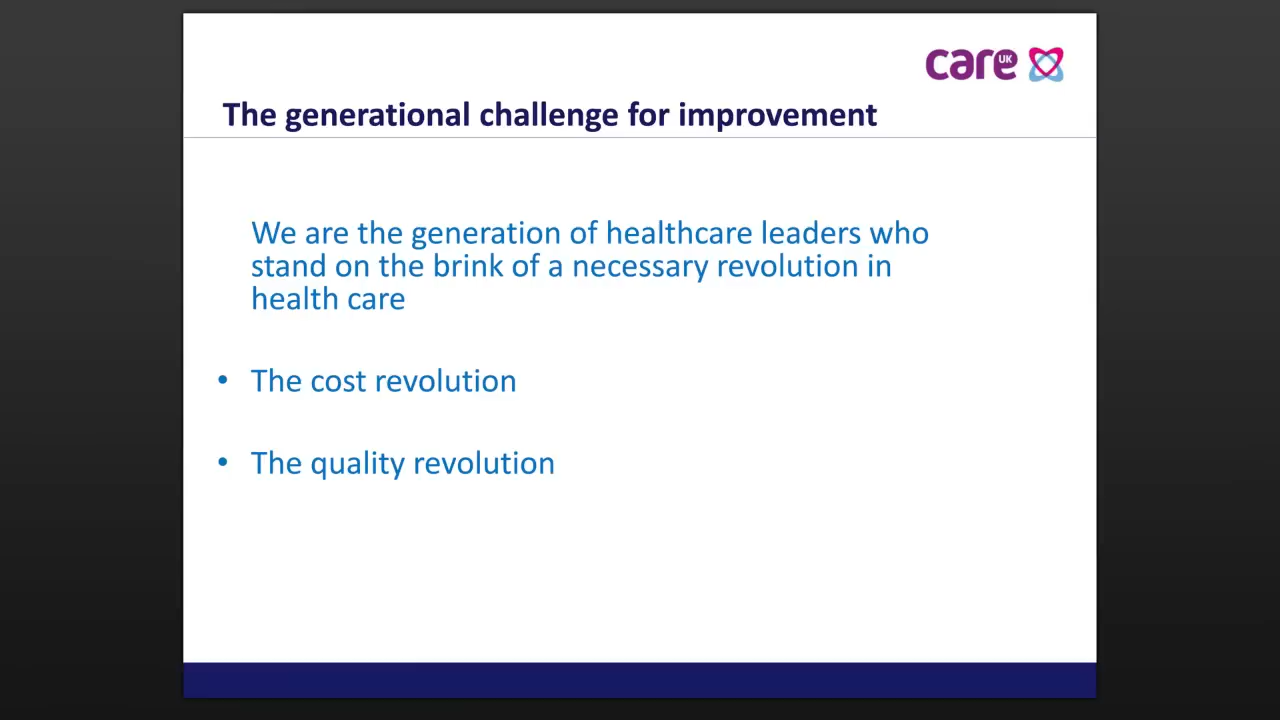 care UK
The generational challenge for improvement
We are the generation of healthcare leaders who
stand on the brink of a necessary revolution in
health care
• The cost revolution
• The quality revolution